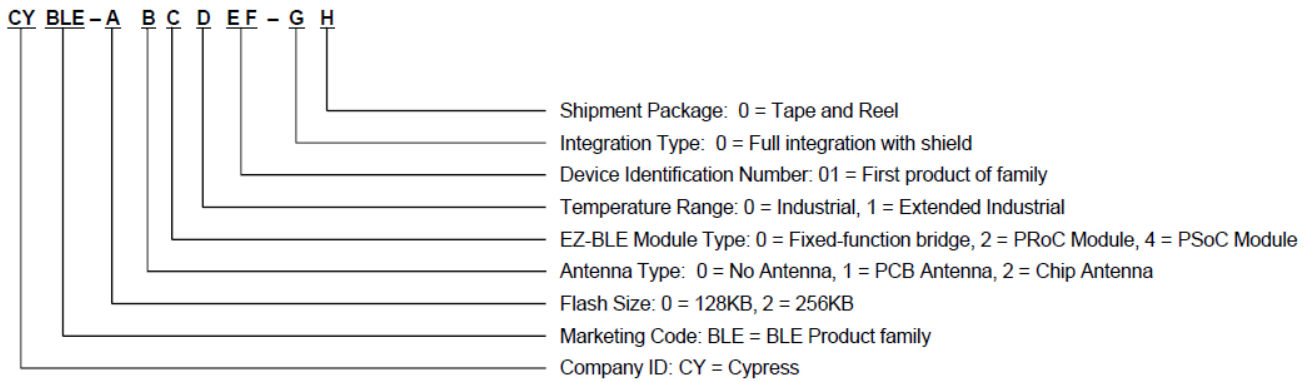 CY BLE – A B C D E F – G H
Shipment Package: 0 = Tape and Reel
Integration Type: 0 = Full integration with shield
Device Identification Number: 01 = First product of family
Temperature Range: 0 = Industrial, 1 = Extended Industrial
EZ-BLE Module Type: 0 = Fixed-function bridge, 2 = PRoC Module, 4 = PSoC Module
Antenna Type: 0 = No Antenna, 1 = PCB Antenna, 2 = Chip Antenna
Flash Size: 0 = 128KB, 2 = 256KB
Marketing Code: BLE = BLE Product family
Company ID: CY = Cypress